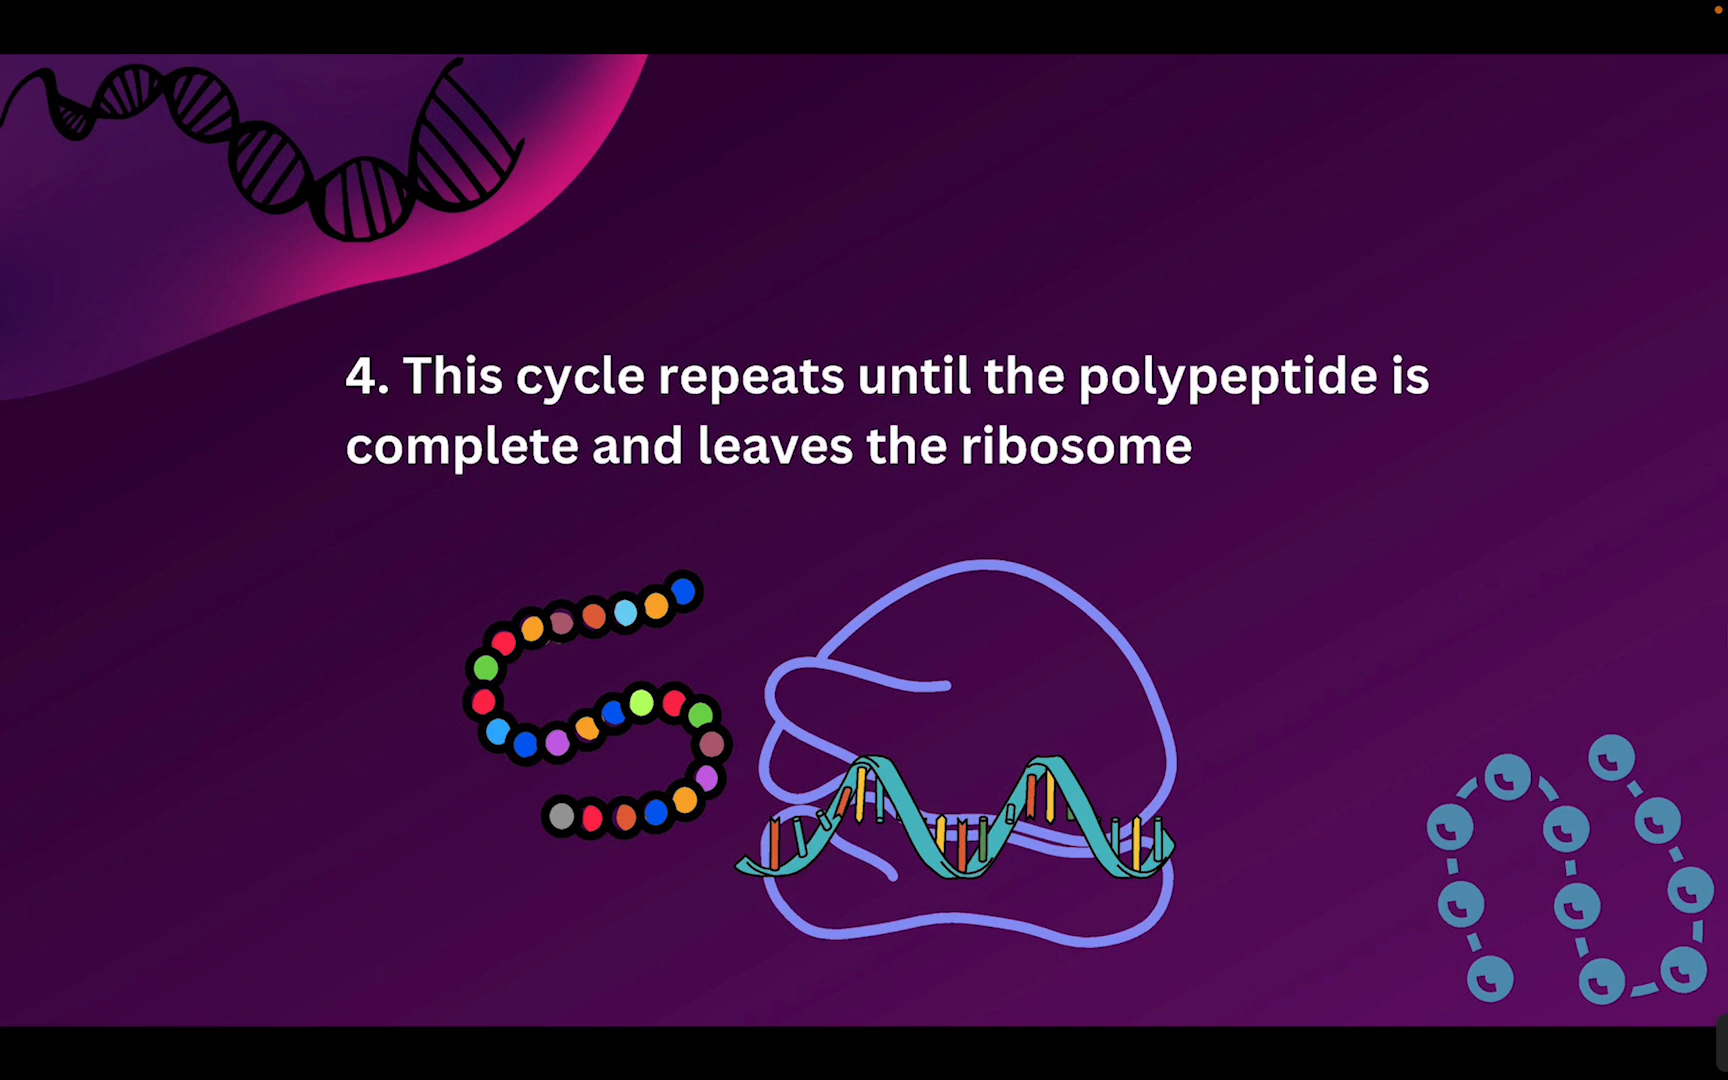 4. This cycle repeats until the polypeptide is
complete and leaves the ribosome